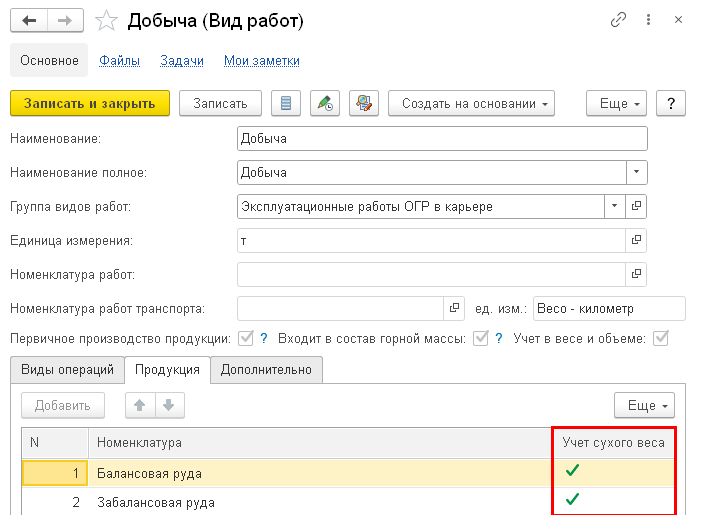 Добыча (Вид работ)
Основное Файлы Задачи Мои заметки
Записать и закрыть Записать Создать на основании Еще ?
Наименование: Добыча
Наименование полное: Добыча
Группа видов работ: Эксплуатационные работы ОГР в карьере
Единица измерения: т
Номенклатура работ:
Номенклатура работ транспорта: ед. изм.: Весо - километр
Первичное производство продукции: ? Входит в состав горной массы: ? Учет в весе и объеме:
Виды операций Продукция Дополнительно
Добавить Еще
N Номенклатура Учет сухого веса
1 Балансовая руда
2 Забалансовая руда